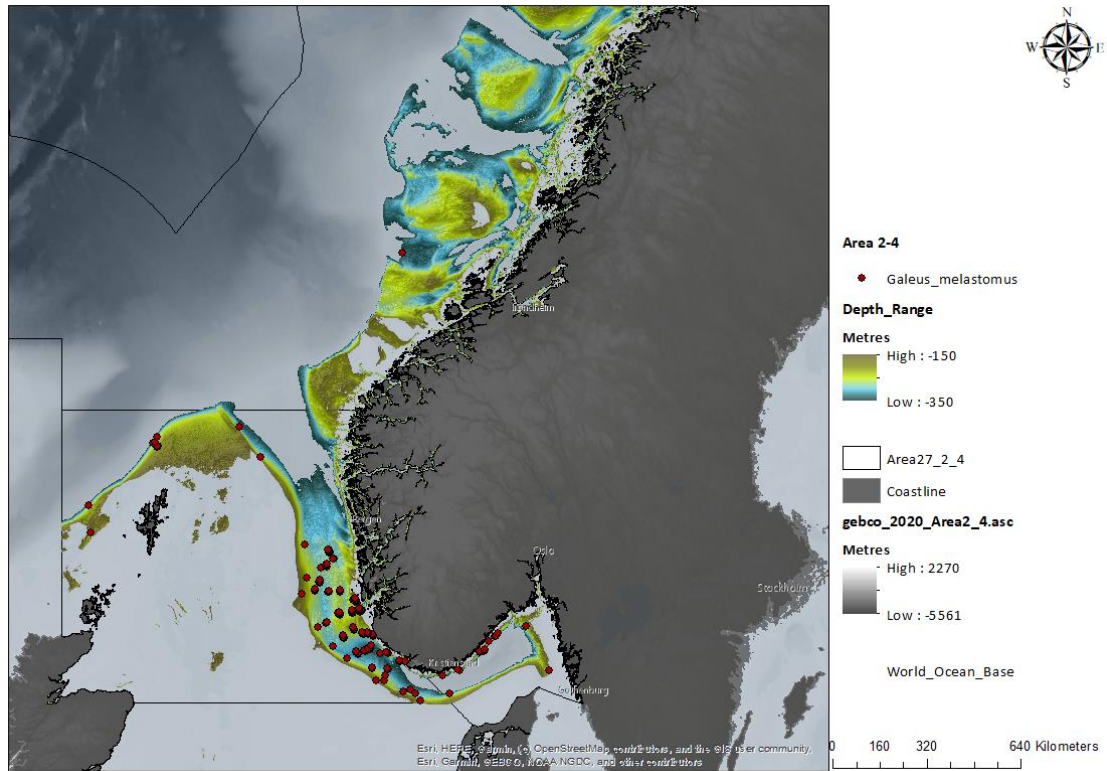 N
W E
S
Area 2-4
Galeus_melastomus
Depth_Range
Metres
High : -150
Low : -350
Area27_2_4
Coastline
gebco_2020_Area2_4.asc
Metres
High : 2270
Low : -5561
World_Ocean_Base
0 160 320 640 Kilometers
Trondheim
Bergen
Oslo
Stockholm
Kristiansand
Gothenburg
Esri, HERE, Garmin, (c) OpenStreetMap contributors, and the GIS user community,
Esri, Garmin, GEBCO, NOAA NGDC, and other contributors